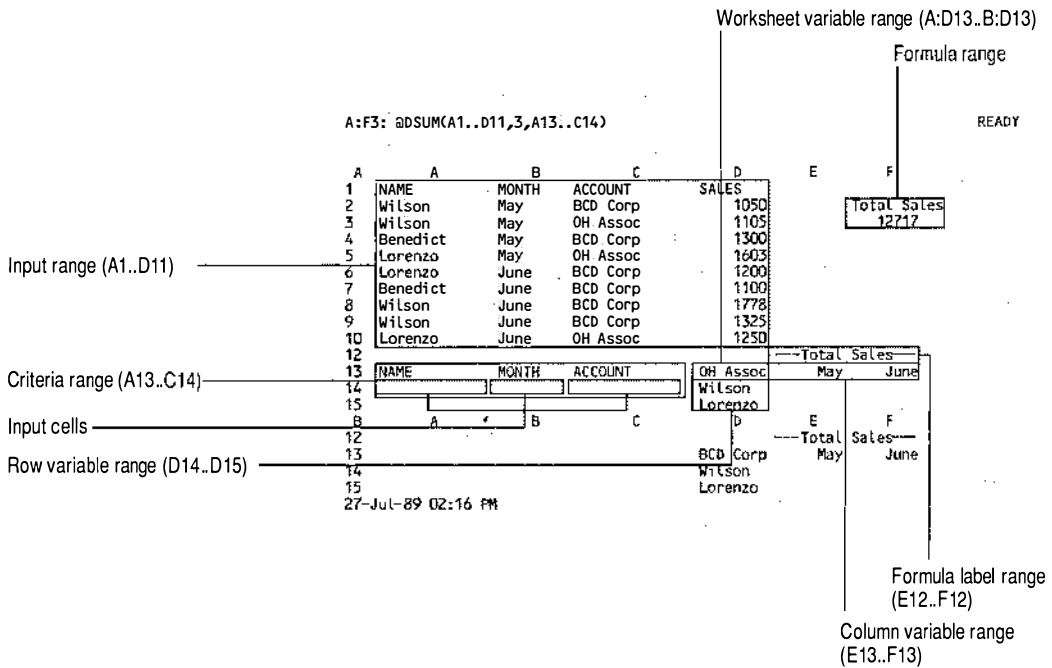 Worksheet variable range (A:D13..B:D13)
Formula range
A:F3: @DSUM(A1..D11,3,A13..C14) READY
A A B C D E F
1 NAME MONTH ACCOUNT SALES
2 Wilson May BCD Corp 1050 Total Sales
3 Wilson May OH Assoc 1105 12717
4 Benedict May BCD Corp 1300
5 Lorenzo May OH Assoc 1603
Input range (A1..D11)
6 Lorenzo June BCD Corp 1200
7 Benedict June BCD Corp 1100
8 Wilson June BCD Corp 1778
9 Wilson June BCD Corp 1325
10 Lorenzo June OH Assoc 1250
12 ---Total Sales---
Criteria range (A13..C14)
13 NAME MONTH ACCOUNT OH Assoc May June
14 Wilson
15 Lorenzo
Input cells
B A B C D E F
12 ---Total Sales---
13 BCD Corp May June
Row variable range (D14..D15)
14 Wilson
15 Lorenzo
27-Jul-89 02:16 PM
Formula label range
(E12..F12)
Column variable range
(E13..F13)